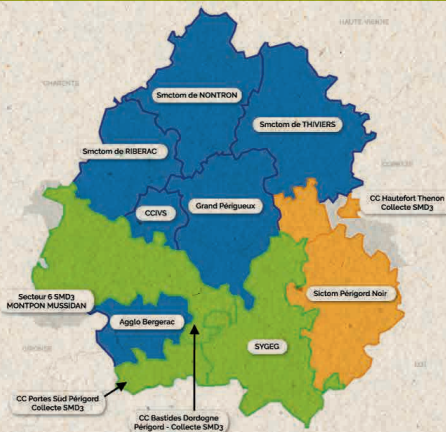 HAUTE-VIENNE
CHARENTE
Smctom de NONTRON
Smctom de THIVIERS
Smctom de RIBERAC
CORREZE
CC Hautefort Thenon
Collecte SMD3
CCIVS
Grand Périgueux
Secteur 6 SMD3
MONTPON MUSSIDAN
Sictom Périgord Noir
Agglo Bergerac
SYGEG
GIRONDE
LOT
CC Portes Sud Périgord
Collecte SMD3
CC Bastides Dordogne
Périgord - Collecte SMD3